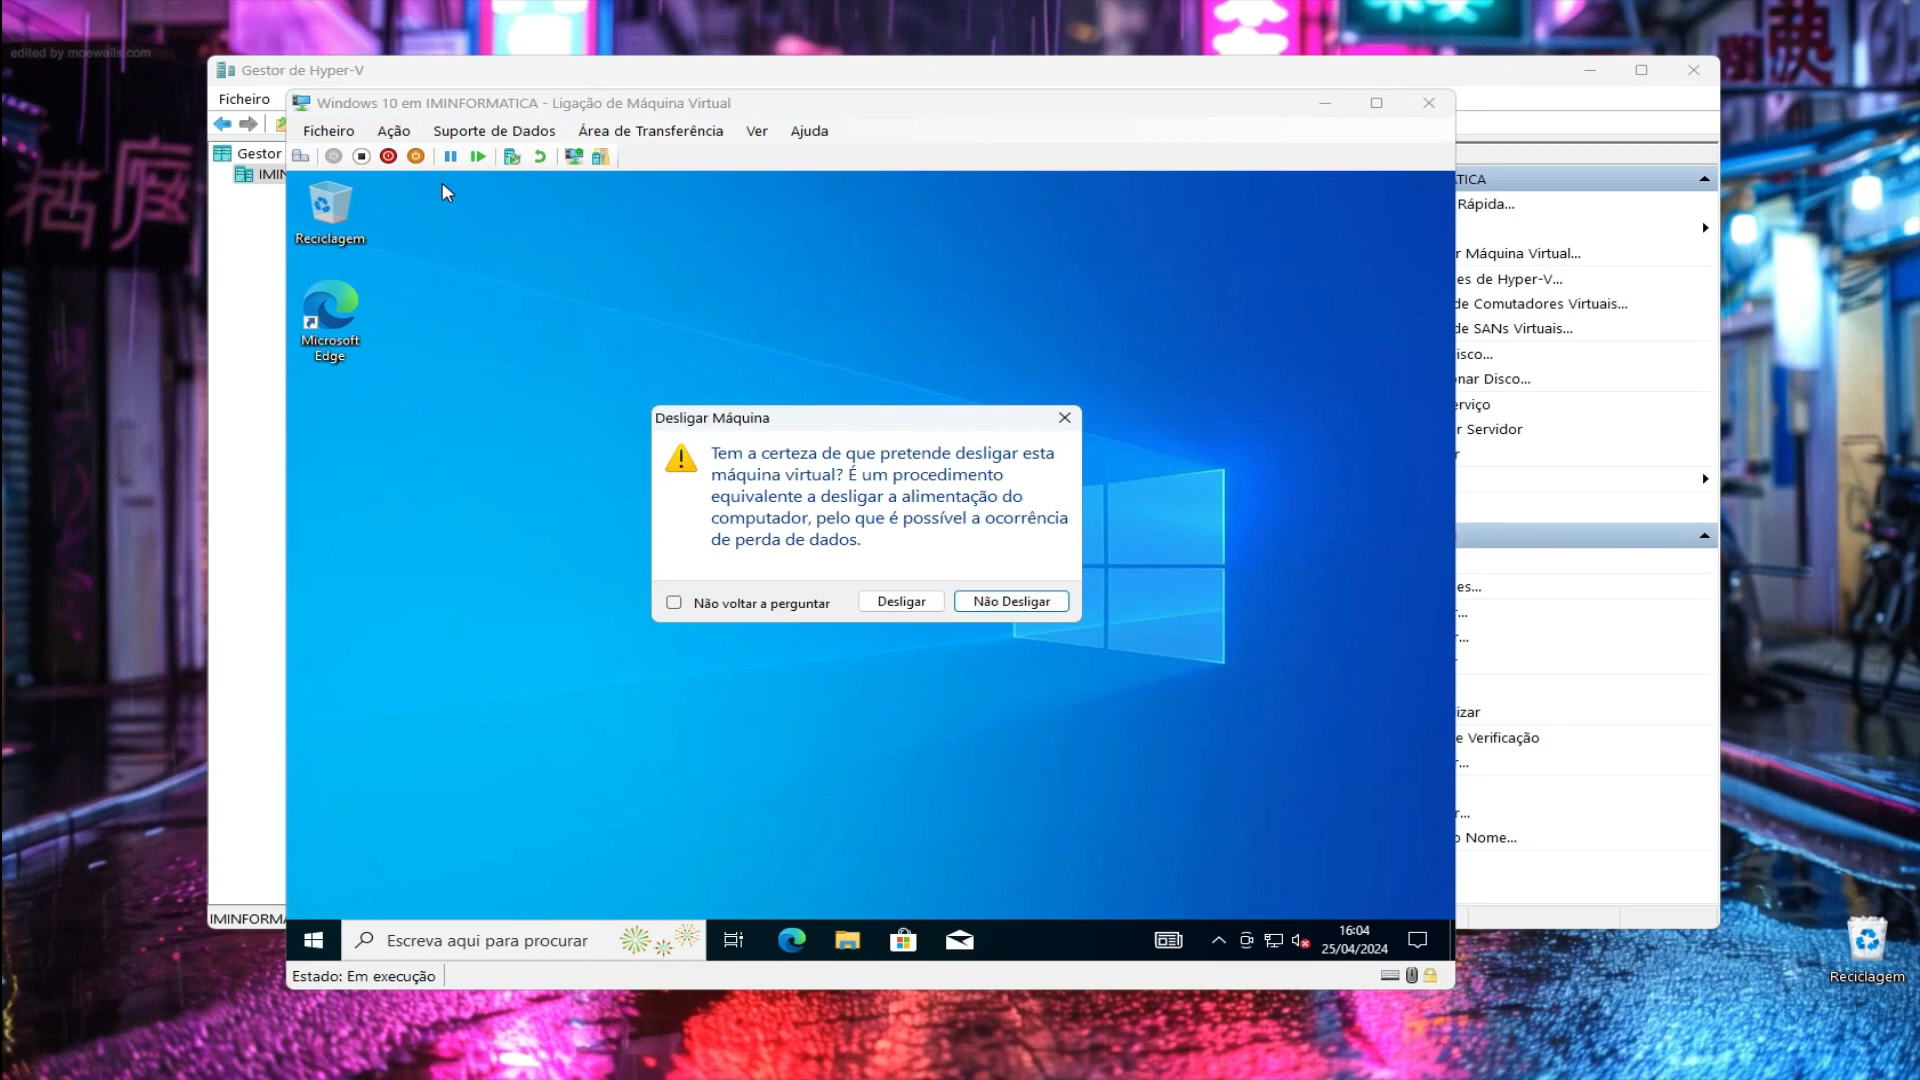 edited by moewalls.com
Gestor de Hyper-V
Ficheiro
Windows 10 em IMINFORMATICA - Ligação de Máquina Virtual
Ficheiro Ação Suporte de Dados Área de Transferência Ver Ajuda
Gestor
IMIN
Reciclagem
Microsoft
Edge
Desligar Máquina
Tem a certeza de que pretende desligar esta
máquina virtual? É um procedimento
equivalente a desligar a alimentação do
computador, pelo que é possível a ocorrência
de perda de dados.
Não voltar a perguntar
Desligar
Não Desligar
TICA
Rápida...
r Máquina Virtual...
es de Hyper-V...
de Comutadores Virtuais...
de SANs Virtuais...
isco...
nar Disco...
erviço
r Servidor
r
es...
r...
izar
e Verificação
r...
o Nome...
IMINFORMA
Escreva aqui para procurar
16:04
25/04/2024
Estado: Em execução
Reciclagem
猫庭